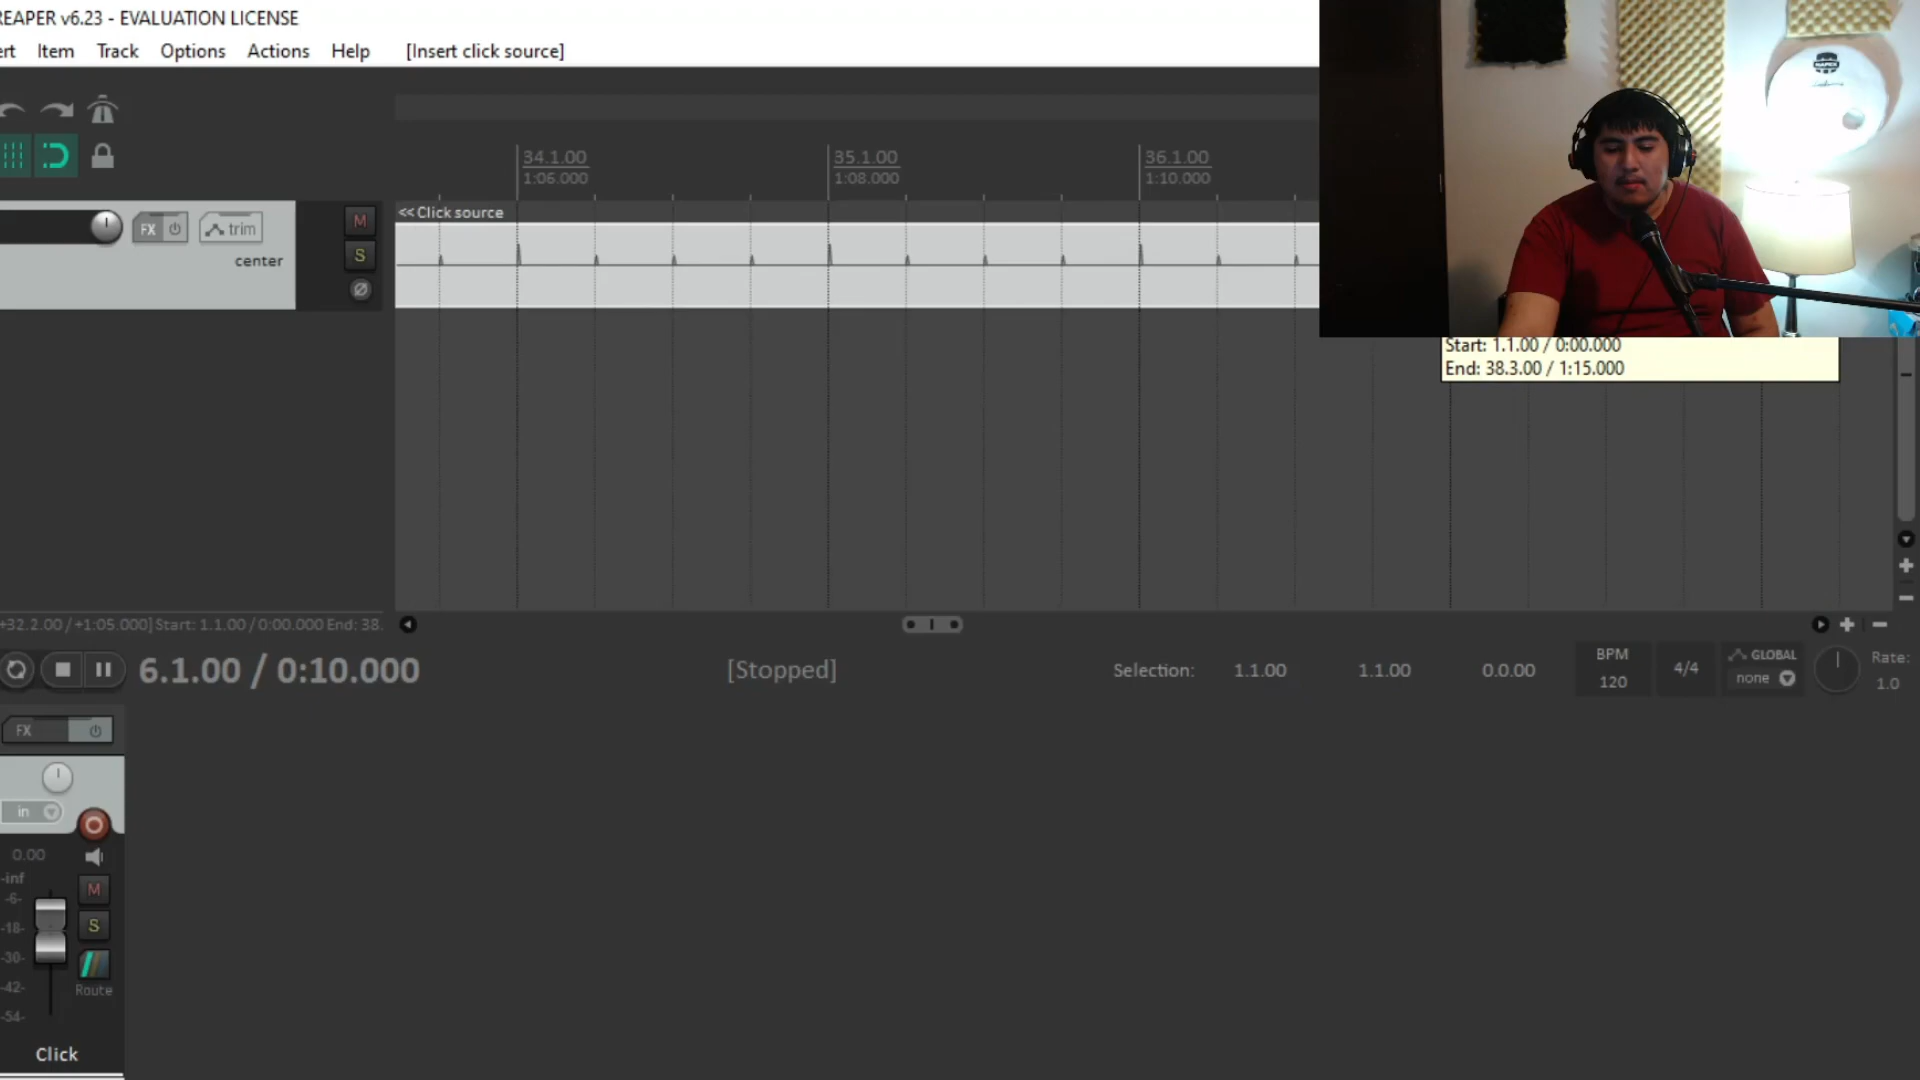 REAPER v6.23 - EVALUATION LICENSE
ert Item Track Options Actions Help [Insert click source]
34.1.00
1:06.000
35.1.00
1:08.000
36.1.00
1:10.000
<< Click source
FX
trim
center
M
S
Start: 1.1.00 / 0:00.000
End: 38.3.00 / 1:15.000
+32.2.00 / +1:05.000] Start: 1.1.00 / 0:00.000 End: 38.
6.1.00 / 0:10.000
[Stopped]
Selection: 1.1.00 1.1.00 0.0.00
BPM
120
4/4
GLOBAL
none
Rate:
1.0
FX
in
0.00
-inf
-6-
-18-
-30-
-42-
-54-
M
S
Route
Click